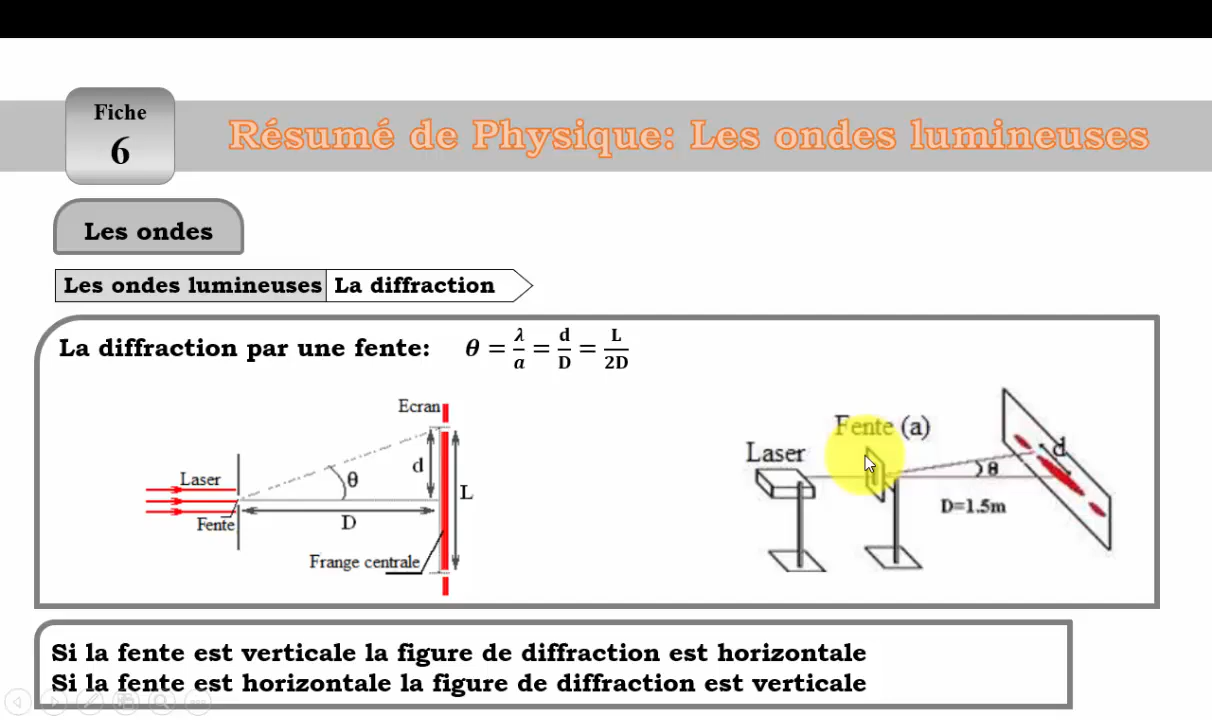 Fiche
6
Résumé de Physique: Les ondes lumineuses
Les ondes
Les ondes lumineuses La diffraction
La diffraction par une fente: θ = λ/a = d/D = L/2D
Ecran
Laser
θ
d
L
D
Fente
Frange centrale
Fente (a)
Laser
d
θ
D=1.5m
Si la fente est verticale la figure de diffraction est horizontale
Si la fente est horizontale la figure de diffraction est verticale